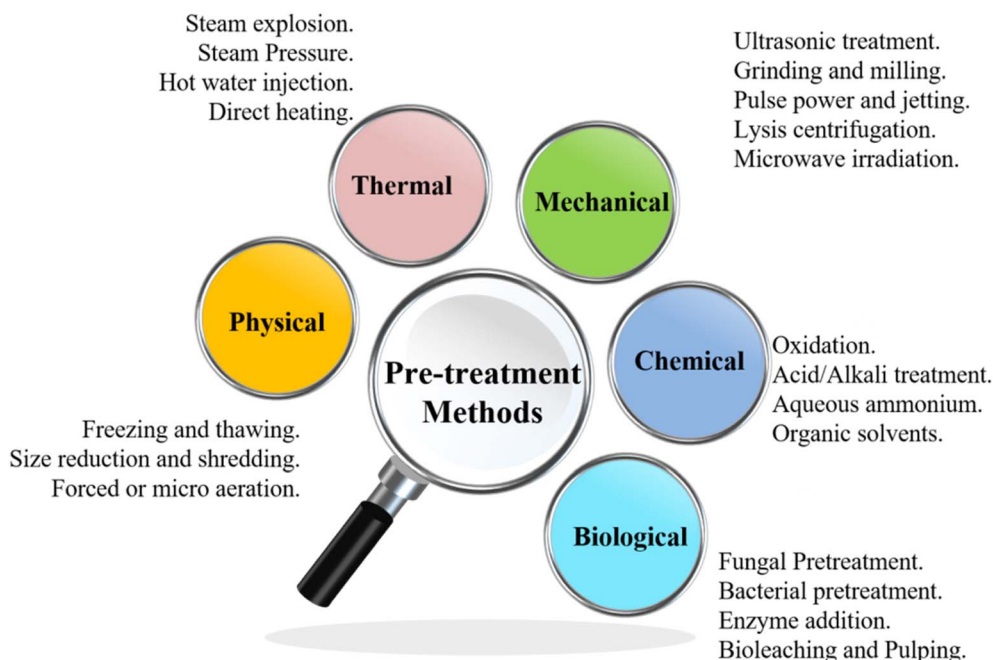 Steam explosion.
Steam Pressure.
Hot water injection.
Direct heating.
Ultrasonic treatment.
Grinding and milling.
Pulse power and jetting.
Lysis centrifugation.
Microwave irradiation.
Thermal
Mechanical
Physical
Chemical
Pre-treatment
Methods
Oxidation.
Acid/Alkali treatment.
Aqueous ammonium.
Organic solvents.
Freezing and thawing.
Size reduction and shredding.
Forced or micro aeration.
Biological
Fungal Pretreatment.
Bacterial pretreatment.
Enzyme addition.
Bioleaching and Pulping.